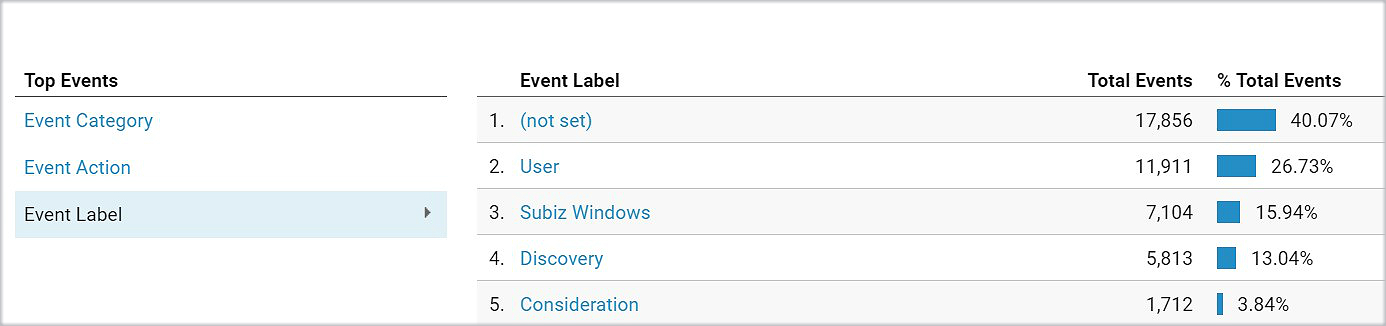 Top Events
Event Category
Event Action
Event Label
Event Label Total Events % Total Events
1. (not set) 17,856 40.07%
2. User 11,911 26.73%
3. Subiz Windows 7,104 15.94%
4. Discovery 5,813 13.04%
5. Consideration 1,712 3.84%